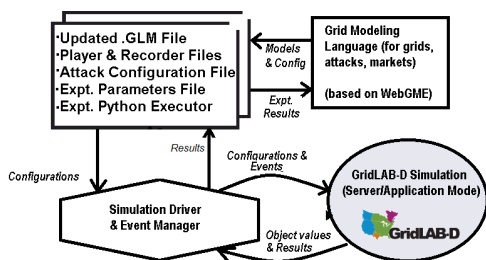 ·Updated .GLM File
·Player & Recorder Files
·Attack Configuration File
·Expt. Parameters File
·Expt. Python Executor
Models
& Config
Expt.
Results
Grid Modeling
Language (for grids,
attacks, markets)
(based on WebGME)
Configurations
Results
Configurations &
Events
Simulation Driver
& Event Manager
Object values
& Results
GridLAB-D Simulation
(Server/Application Mode)
GridLAB-D